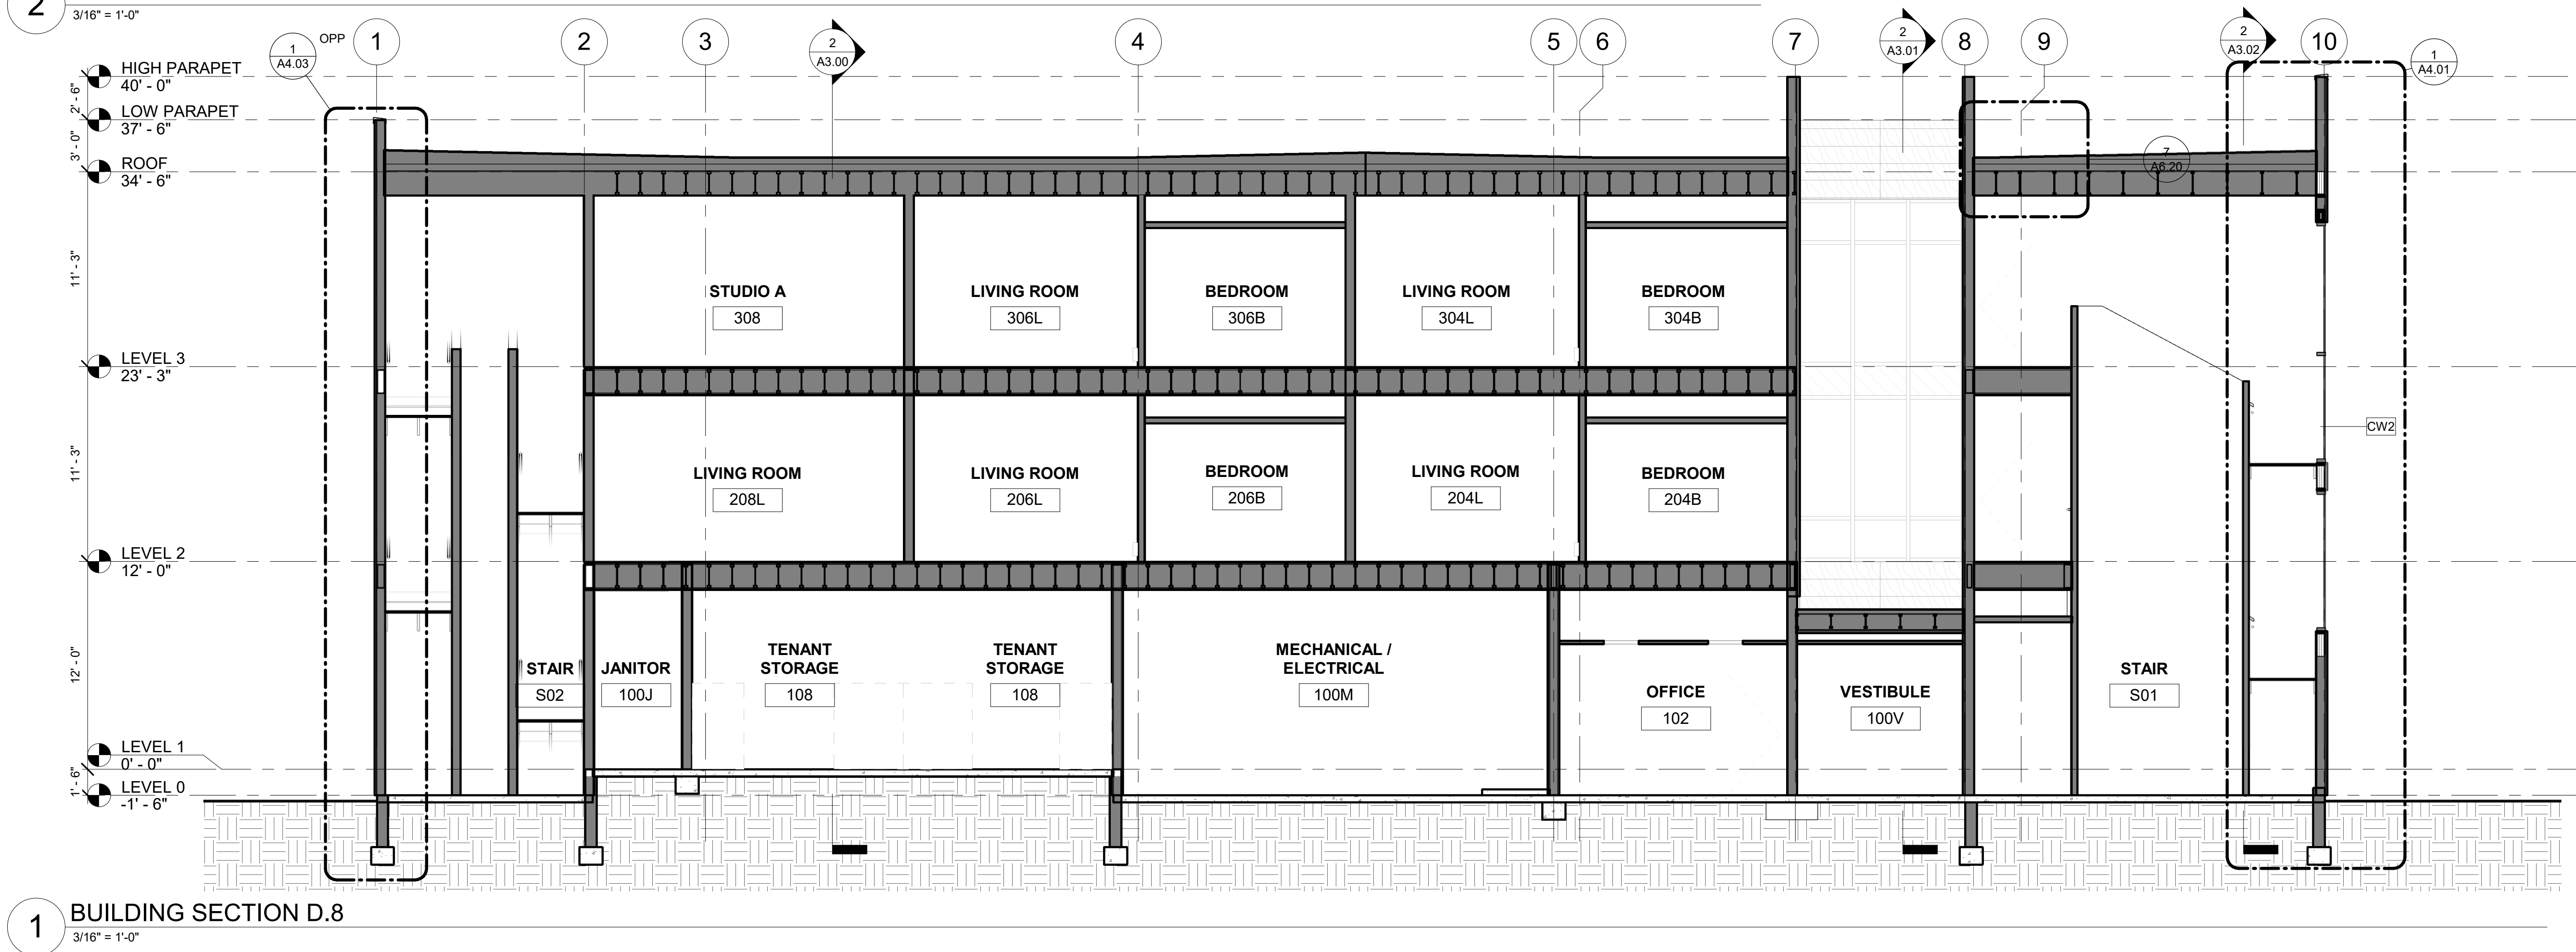 2
3/16" = 1'-0"
1
A4.03
OPP
1
2
3
2
A3.00
4
5
6
7
2
A3.01
8
9
2
A3.02
10
1
A4.01
HIGH PARAPET
40' - 0"
2' - 6"
LOW PARAPET
37' - 6"
3' - 0"
ROOF
34' - 6"
7
A6.20
11' - 3"
STUDIO A
308
LIVING ROOM
306L
BEDROOM
306B
LIVING ROOM
304L
BEDROOM
304B
LEVEL 3
23' - 3"
CW2
11' - 3"
LIVING ROOM
208L
LIVING ROOM
206L
BEDROOM
206B
LIVING ROOM
204L
BEDROOM
204B
LEVEL 2
12' - 0"
12' - 0"
STAIR
S02
JANITOR
100J
TENANT
STORAGE
108
TENANT
STORAGE
108
MECHANICAL /
ELECTRICAL
100M
OFFICE
102
VESTIBULE
100V
STAIR
S01
LEVEL 1
0' - 0"
1' - 6"
LEVEL 0
-1' - 6"
1
BUILDING SECTION D.8
3/16" = 1'-0"